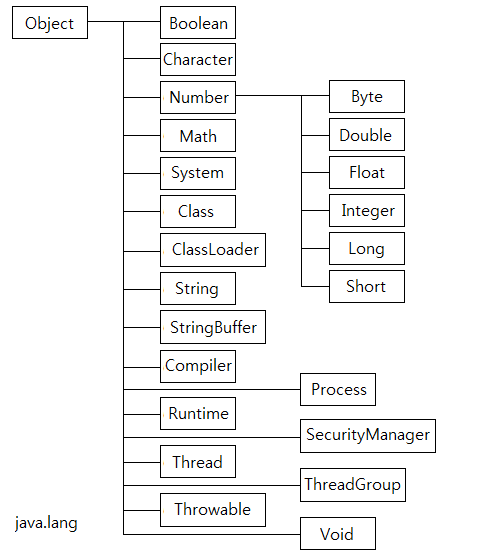 Object
Boolean
Character
Number
Byte
Math
Double
System
Float
Class
Integer
ClassLoader
Long
String
Short
StringBuffer
Compiler
Process
Runtime
SecurityManager
Thread
ThreadGroup
Throwable
java.lang
Void